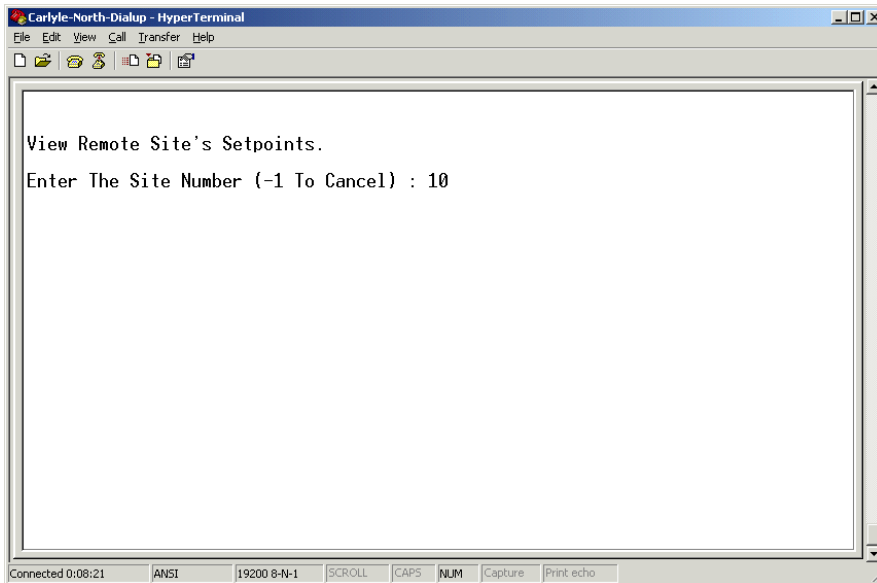 Carlyle-North-Dialup - HyperTerminal
File Edit View Call Transfer Help
View Remote Site's Setpoints.
Enter The Site Number (-1 To Cancel) : 10
Connected 0:08:21 ANSI 19200 8-N-1 SCROLL CAPS NUM Capture Print echo